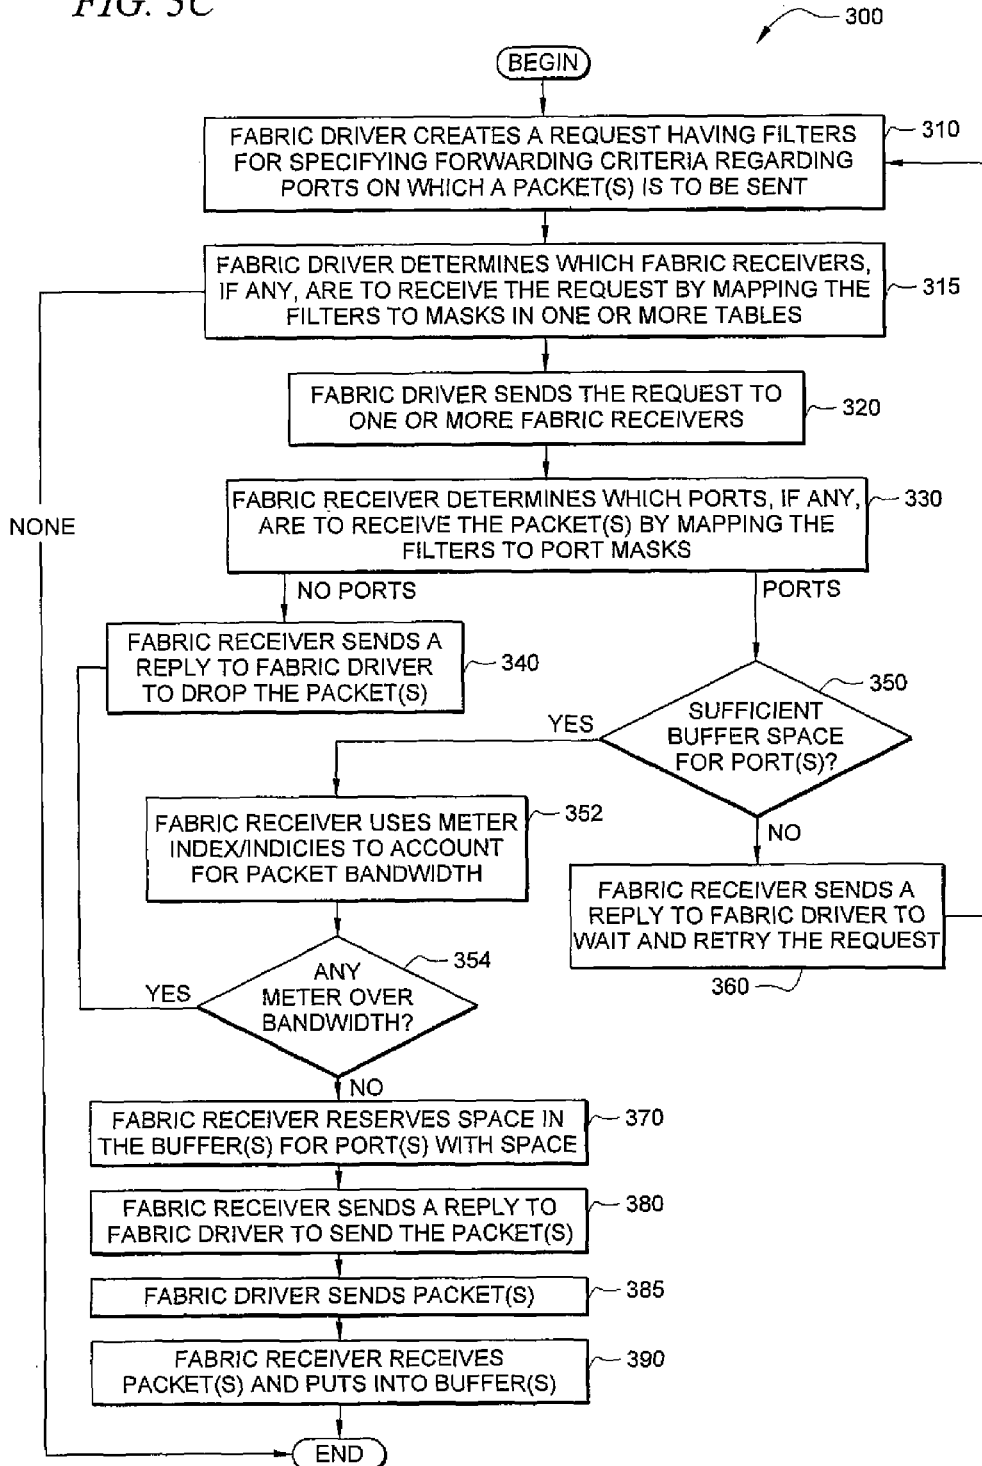 FIG. 3C
300
BEGIN
FABRIC DRIVER CREATES A REQUEST HAVING FILTERS
FOR SPECIFYING FORWARDING CRITERIA REGARDING
PORTS ON WHICH A PACKET(S) IS TO BE SENT
310
FABRIC DRIVER DETERMINES WHICH FABRIC RECEIVERS,
IF ANY, ARE TO RECEIVE THE REQUEST BY MAPPING THE
FILTERS TO MASKS IN ONE OR MORE TABLES
315
FABRIC DRIVER SENDS THE REQUEST TO
ONE OR MORE FABRIC RECEIVERS
320
FABRIC RECEIVER DETERMINES WHICH PORTS, IF ANY,
ARE TO RECEIVE THE PACKET(S) BY MAPPING THE
FILTERS TO PORT MASKS
330
NONE
NO PORTS
PORTS
FABRIC RECEIVER SENDS A
REPLY TO FABRIC DRIVER
TO DROP THE PACKET(S)
340
350
SUFFICIENT
BUFFER SPACE
FOR PORT(S)?
YES
NO
FABRIC RECEIVER USES METER
INDEX/INDICIES TO ACCOUNT
FOR PACKET BANDWIDTH
352
FABRIC RECEIVER SENDS A
REPLY TO FABRIC DRIVER TO
WAIT AND RETRY THE REQUEST
360
354
ANY
METER OVER
BANDWIDTH?
YES
NO
FABRIC RECEIVER RESERVES SPACE IN
THE BUFFER(S) FOR PORT(S) WITH SPACE
370
FABRIC RECEIVER SENDS A REPLY TO
FABRIC DRIVER TO SEND THE PACKET(S)
380
FABRIC DRIVER SENDS PACKET(S)
385
FABRIC RECEIVER RECEIVES
PACKET(S) AND PUTS INTO BUFFER(S)
390
END